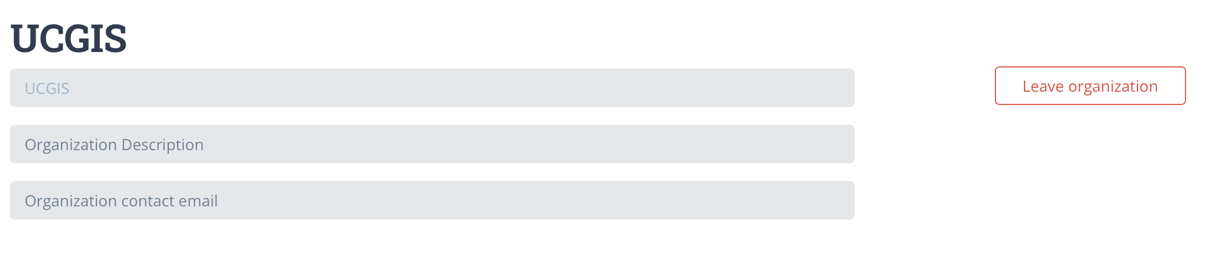 UCGIS
UCGIS
Leave organization
Organization Description
Organization contact email